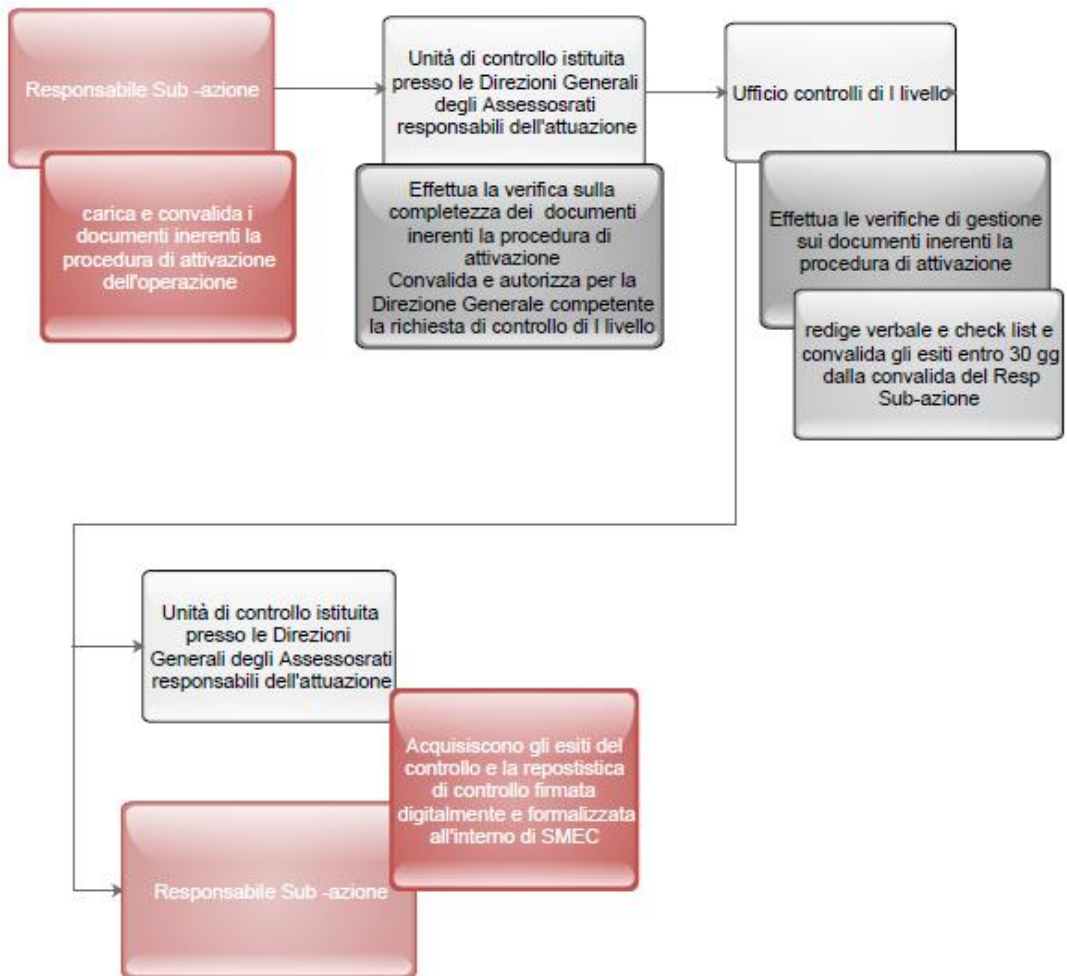 Responsabile Sub -azione
carica e convalida i
documenti inerenti la
procedura di attivazione
dell'operazione
Unità di controllo istituita
presso le Direzioni Generali
degli Assessosrati
responsabili dell'attuazione
Effettua la verifica sulla
completezza dei documenti
inerenti la procedura di
attivazione
Convalida e autorizza per la
Direzione Generale competente
la richiesta di controllo di I livello
Ufficio controlli di I livello
Effettua le verifiche di gestione
sui documenti inerenti la
procedura di attivazione
redige verbale e check list e
convalida gli esiti entro 30 gg
dalla convalida del Resp
Sub-azione
Unità di controllo istituita
presso le Direzioni
Generali degli Assessosrati
responsabili dell'attuazione
Acquisiscono gli esiti del
controllo e la repostistica
di controllo firmata
digitalmente e formalizzata
all'interno di SMEC
Responsabile Sub -azione